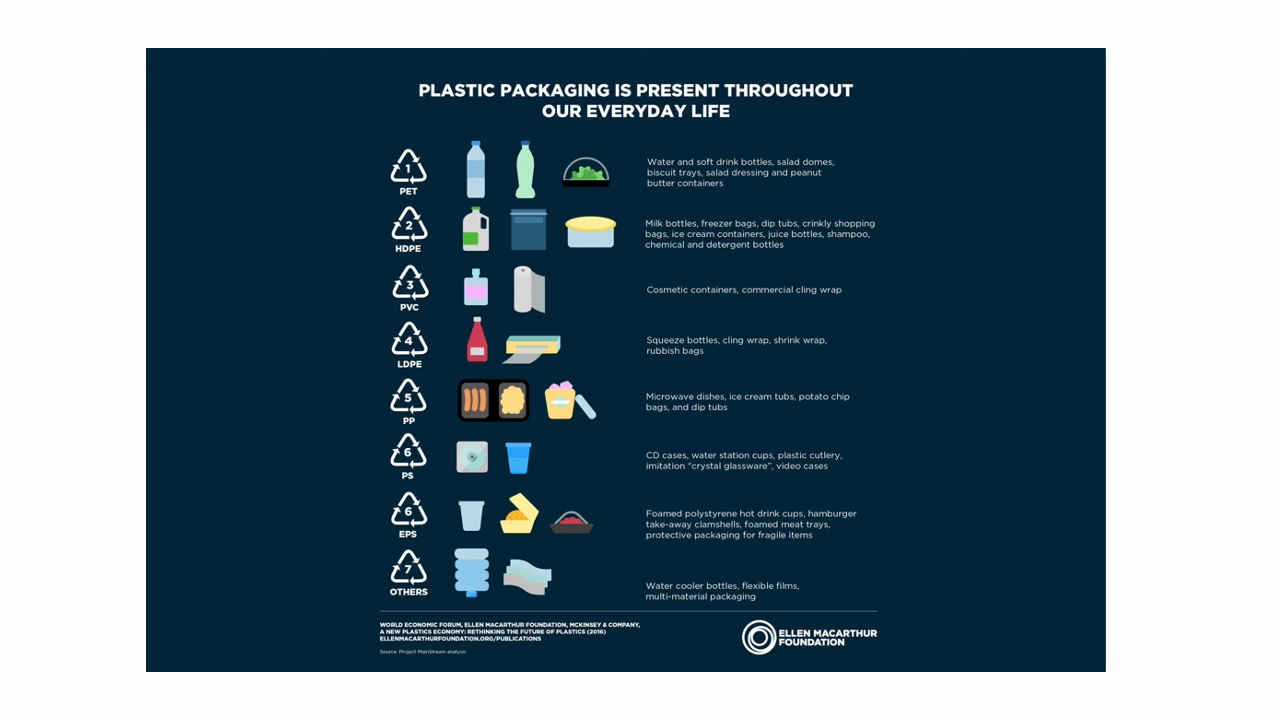 PLASTIC PACKAGING IS PRESENT THROUGHOUT
OUR EVERYDAY LIFE
1
PET
Water and soft drink bottles, salad domes,
biscuit trays, salad dressing and peanut
butter containers
2
HDPE
Milk bottles, freezer bags, dip tubs, crinkly shopping
bags, ice cream containers, juice bottles, shampoo,
chemical and detergent bottles
3
PVC
Cosmetic containers, commercial cling wrap
4
LDPE
Squeeze bottles, cling wrap, shrink wrap,
rubbish bags
5
PP
Microwave dishes, ice cream tubs, potato chip
bags, and dip tubs
6
PS
CD cases, water station cups, plastic cutlery,
imitation “crystal glassware”, video cases
6
EPS
Foamed polystyrene hot drink cups, hamburger
take-away clamshells, foamed meat trays,
protective packaging for fragile items
7
OTHERS
Water cooler bottles, flexible films,
multi-material packaging
WORLD ECONOMIC FORUM, ELLEN MACARTHUR FOUNDATION, MCKINSEY & COMPANY,
A NEW PLASTICS ECONOMY: RETHINKING THE FUTURE OF PLASTICS (2016)
ELLENMACARTHURFOUNDATION.ORG/PUBLICATIONS
Source: Project MainStream analysis
ELLEN MACARTHUR
FOUNDATION